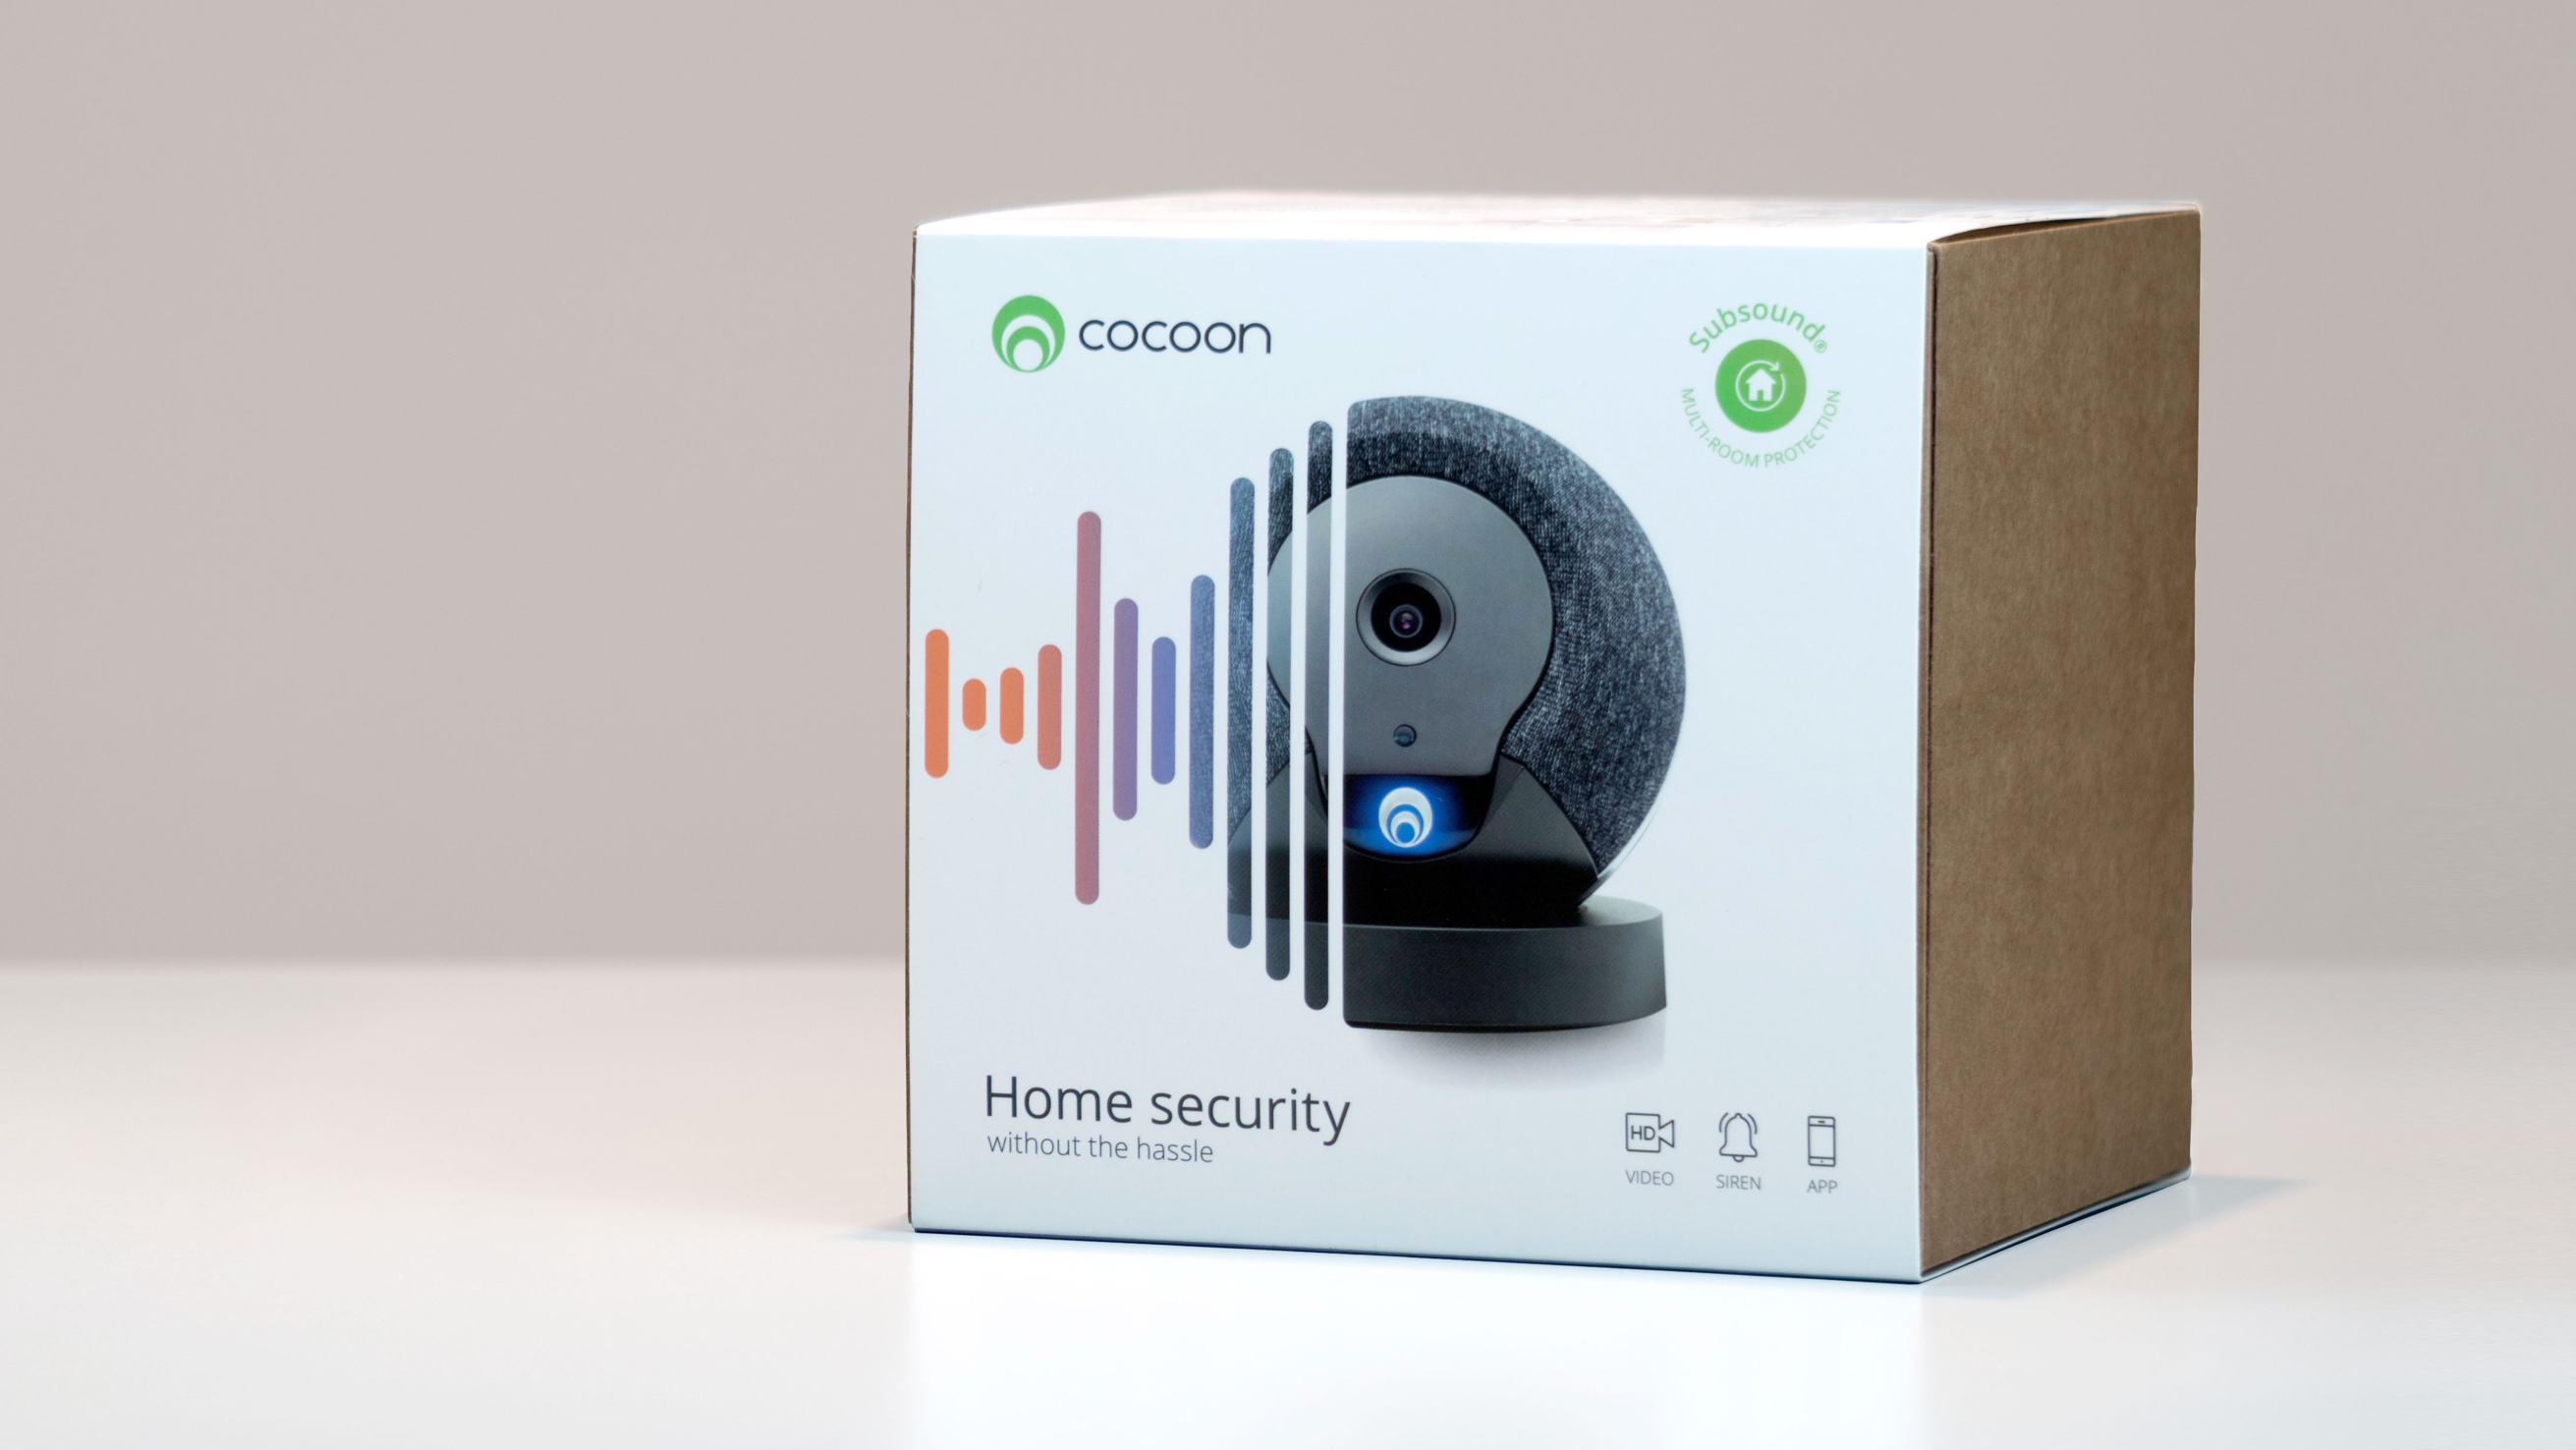 cocoon
Subsound®
MULTI-ROOM PROTECTION
Home security
without the hassle
HD
VIDEO
SIREN
APP